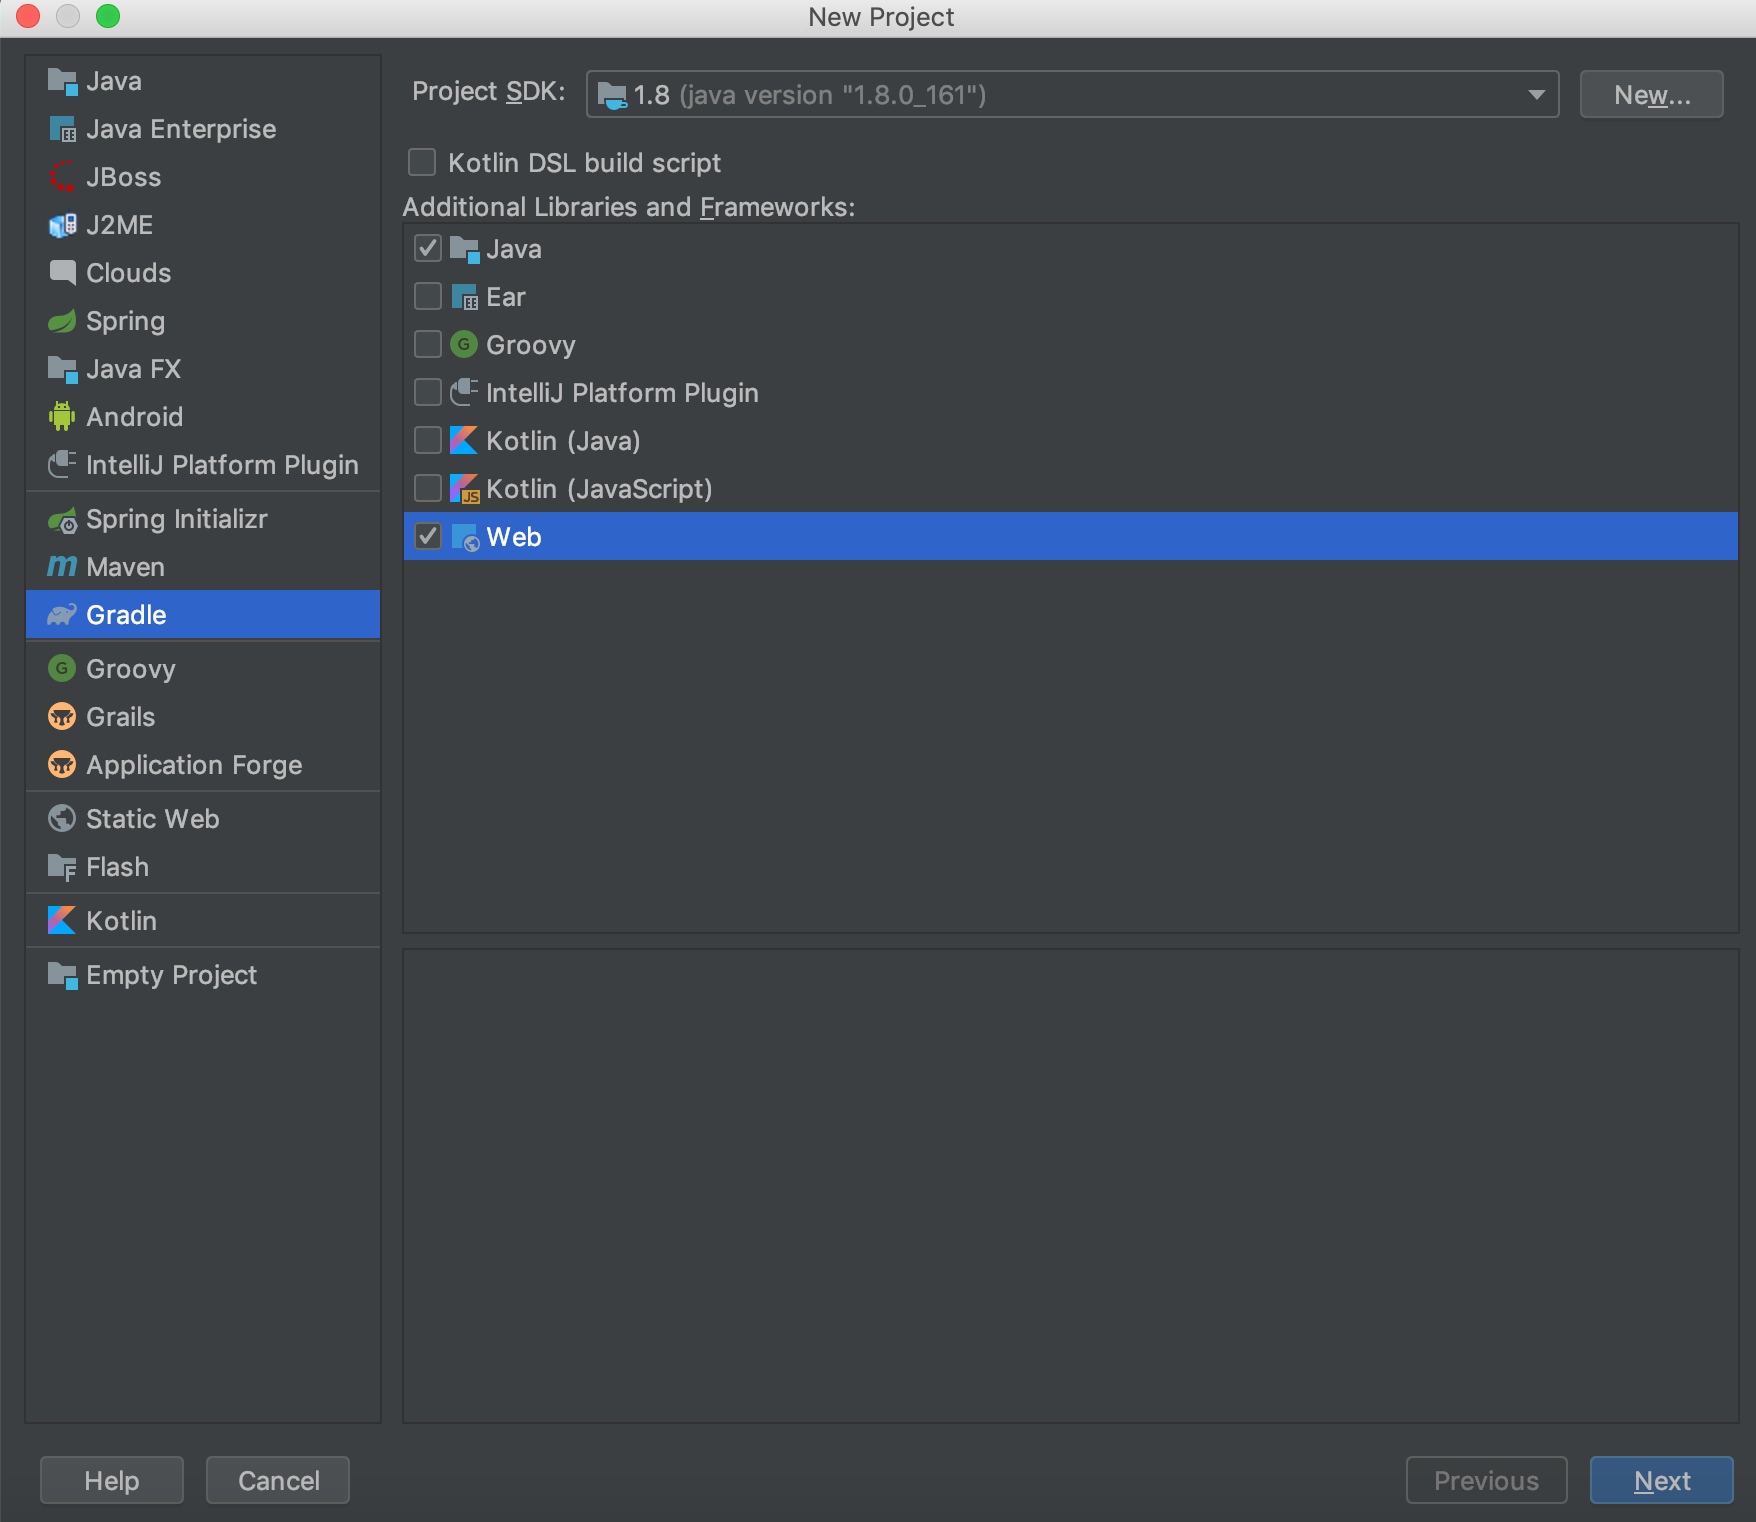 New Project
Java
Java Enterprise
JBoss
J2ME
Clouds
Spring
Java FX
Android
IntelliJ Platform Plugin
Spring Initializr
Maven
Gradle
Groovy
Grails
Application Forge
Static Web
Flash
Kotlin
Empty Project
Project SDK: 1.8 (java version "1.8.0_161") New...
Kotlin DSL build script
Additional Libraries and Frameworks:
Java
Ear
Groovy
IntelliJ Platform Plugin
Kotlin (Java)
Kotlin (JavaScript)
Web
Help Cancel Previous Next